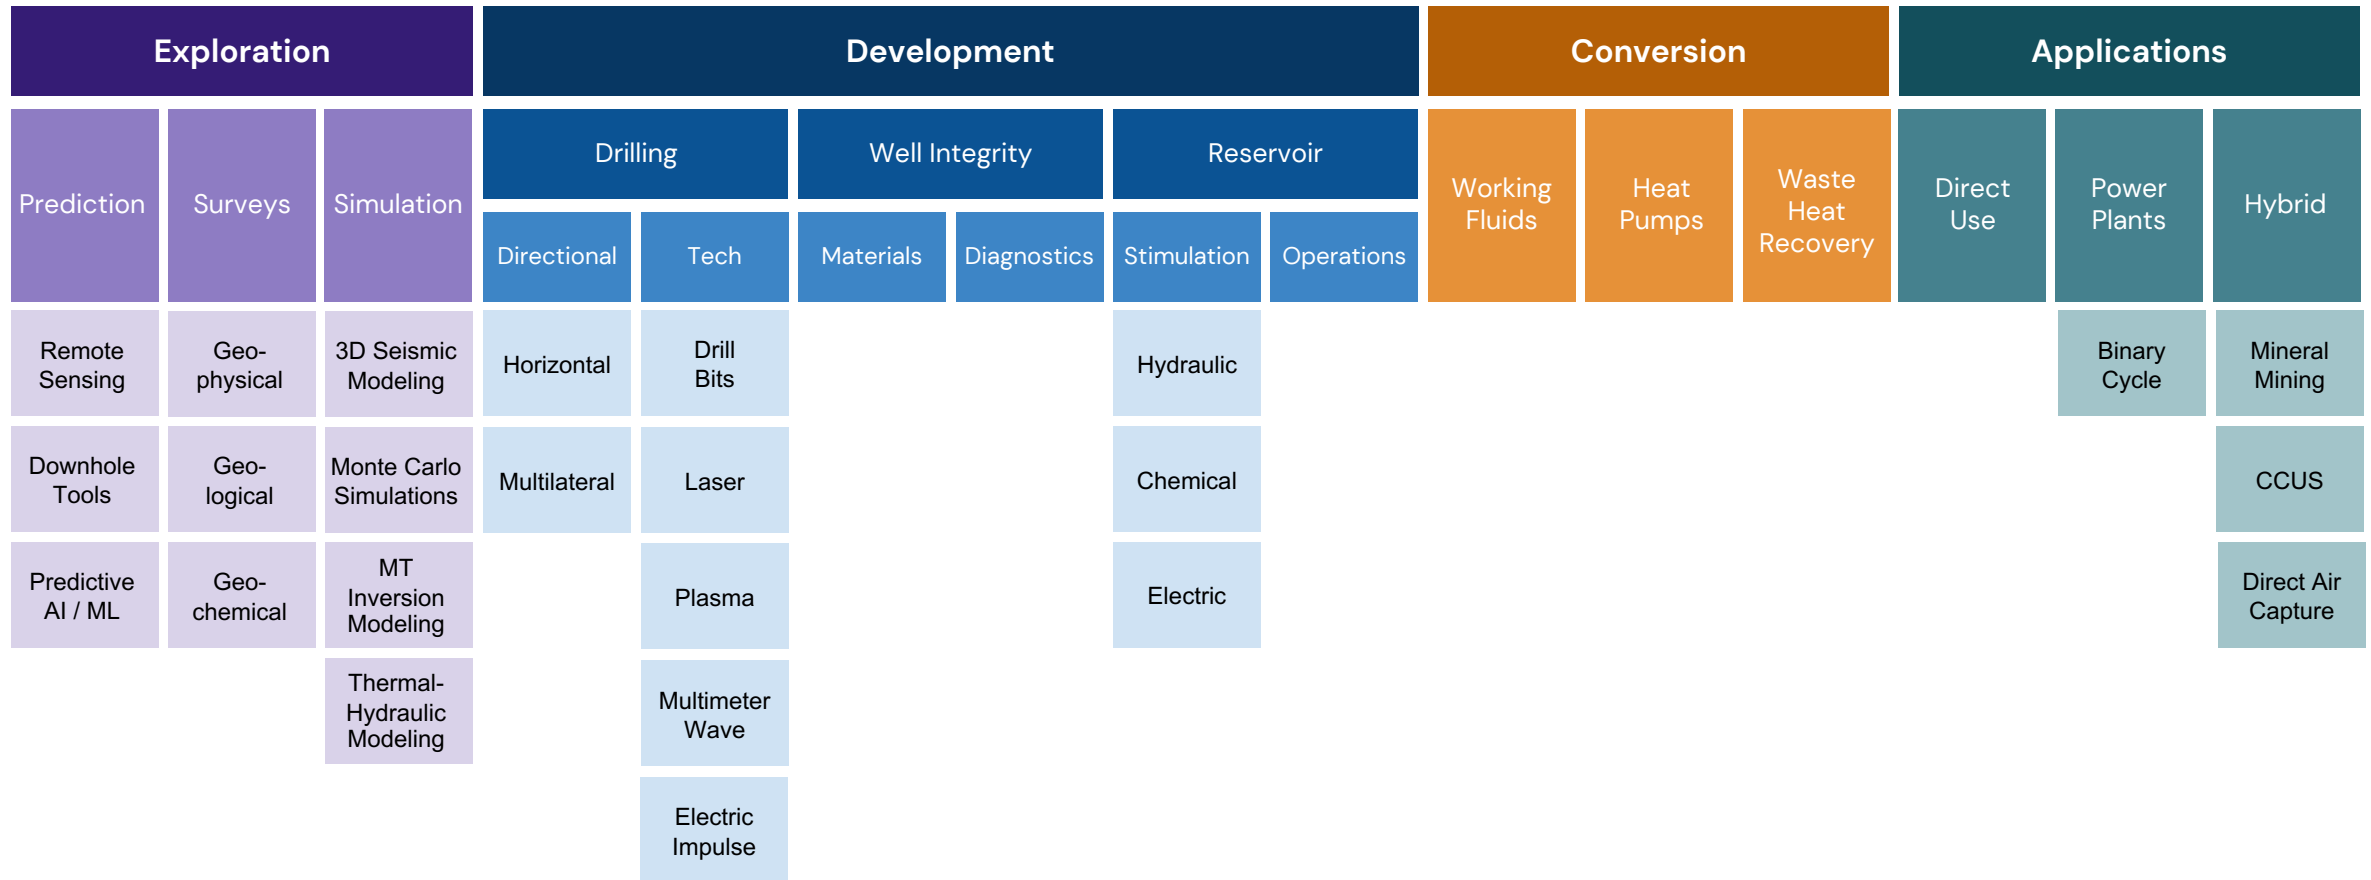 Exploration
Development
Conversion
Applications
Prediction
Surveys
Simulation
Drilling
Well Integrity
Reservoir
Directional
Tech
Materials
Diagnostics
Stimulation
Operations
Working
Fluids
Heat
Pumps
Waste
Heat
Recovery
Direct
Use
Power
Plants
Hybrid
Remote
Sensing
Geo-
physical
3D Seismic
Modeling
Horizontal
Drill
Bits
Hydraulic
Binary
Cycle
Mineral
Mining
Downhole
Tools
Geo-
logical
Monte Carlo
Simulations
Multilateral
Laser
Chemical
CCUS
Predictive
AI / ML
Geo-
chemical
MT
Inversion
Modeling
Plasma
Electric
Direct Air
Capture
Thermal-
Hydraulic
Modeling
Multimeter
Wave
Electric
Impulse